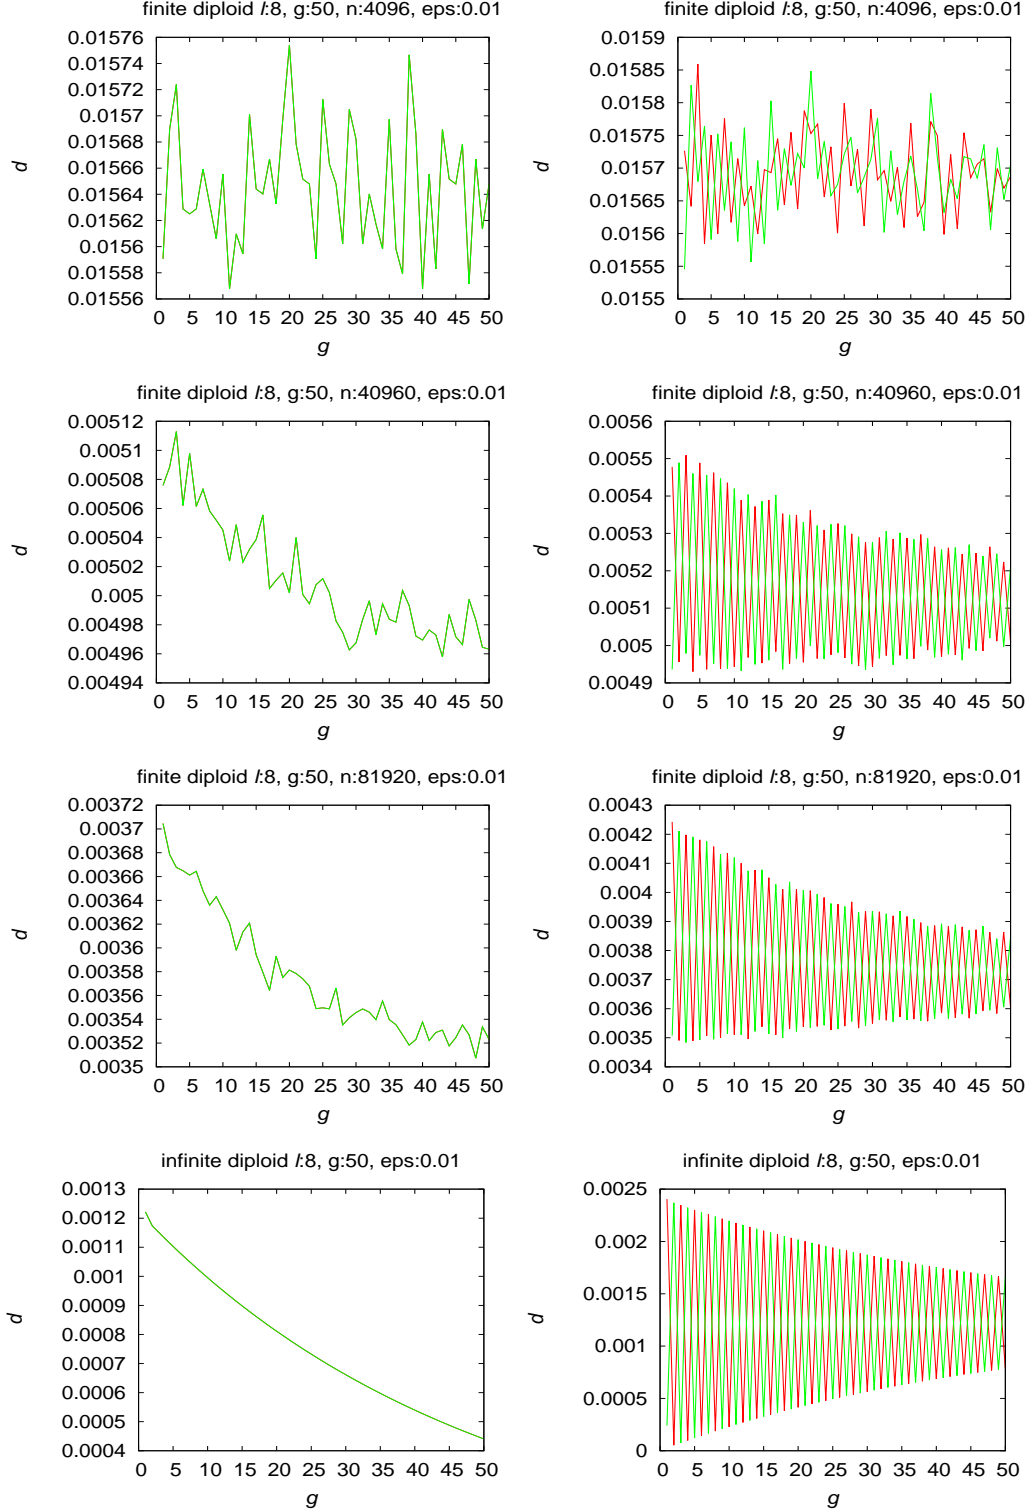 finite diploid l:8, g:50, n:4096, eps:0.01
0.01576
0.01574
0.01572
0.0157
0.01568
0.01566
0.01564
0.01562
0.0156
0.01558
0.01556
d
0 5 10 15 20 25 30 35 40 45 50
g
finite diploid l:8, g:50, n:4096, eps:0.01
0.0159
0.01585
0.0158
0.01575
0.0157
0.01565
0.0156
0.01555
0.0155
d
0 5 10 15 20 25 30 35 40 45 50
g
finite diploid l:8, g:50, n:40960, eps:0.01
0.00512
0.0051
0.00508
0.00506
0.00504
0.00502
0.005
0.00498
0.00496
0.00494
d
0 5 10 15 20 25 30 35 40 45 50
g
finite diploid l:8, g:50, n:40960, eps:0.01
0.0056
0.0055
0.0054
0.0053
0.0052
0.0051
0.005
0.0049
d
0 5 10 15 20 25 30 35 40 45 50
g
finite diploid l:8, g:50, n:81920, eps:0.01
0.00372
0.0037
0.00368
0.00366
0.00364
0.00362
0.0036
0.00358
0.00356
0.00354
0.00352
0.0035
d
0 5 10 15 20 25 30 35 40 45 50
g
finite diploid l:8, g:50, n:81920, eps:0.01
0.0043
0.0042
0.0041
0.004
0.0039
0.0038
0.0037
0.0036
0.0035
0.0034
d
0 5 10 15 20 25 30 35 40 45 50
g
infinite diploid l:8, g:50, eps:0.01
0.0013
0.0012
0.0011
0.001
0.0009
0.0008
0.0007
0.0006
0.0005
0.0004
d
0 5 10 15 20 25 30 35 40 45 50
g
infinite diploid l:8, g:50, eps:0.01
0.0025
0.002
0.0015
0.001
0.0005
0
d
0 5 10 15 20 25 30 35 40 45 50
g